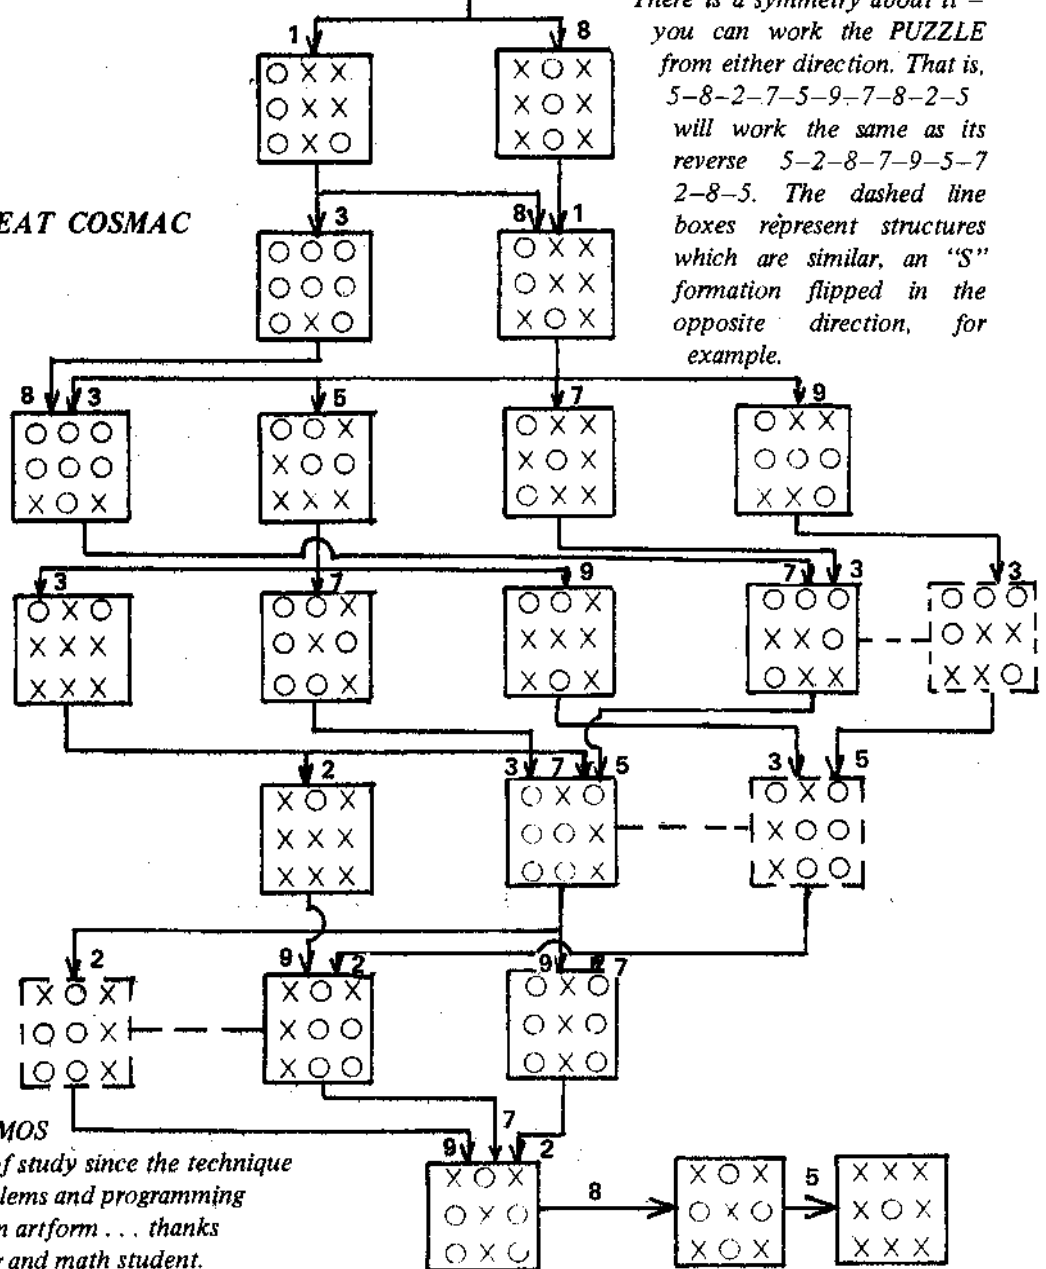 There is a symmetry about it –
you can work the PUZZLE
from either direction. That is,
5–8–2–7–5–9–7–8–2–5
will work the same as its
reverse 5–2–8–7–9–5–7
2–8–5. The dashed line
boxes represent structures
which are similar, an “S”
formation flipped in the
opposite direction, for
example.
1 8
O X X X O X
O X X X O X
O X O X O X
EAT COSMAC
3 8 1
O O O O X X
O O O O X X
O X O X O X
8 3 5 7 9
O O O O O X O X X O X X
O O O X O O X O X O O O
X O X X X X O X X X X O
3 7 9 7 3 3
O X O O O X O O X O O O O O O
X X X O X O X X X X X O O X X
X X X O O X X O X O X X X X O
2 3 7 5 3 5
X O X O X O O X O
X X X O O X X O O
X X X O O X X O O
2 9 2 9 7
X O X X O X O X O
O O X X O O O X O
O O X X O O O X O
MOS
of study since the technique
blems and programming
n artform . . . thanks
r and math student.
9 7 2 8 5
X O X X O X X X X
O X O O X O X O X
O X O X O X X X X